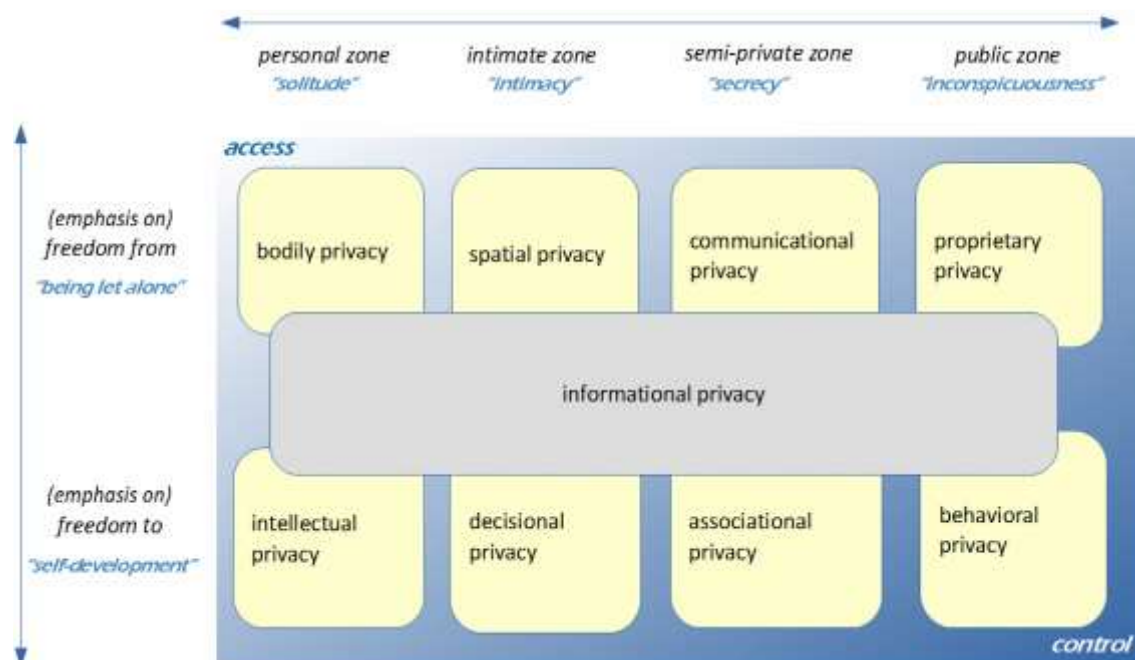 personal zone
"solitude"
intimate zone
"intimacy"
semi-private zone
"secrecy"
public zone
"inconspicuousness"
access
(emphasis on)
freedom from
"being let alone"
bodily privacy
spatial privacy
communicational
privacy
proprietary
privacy
informational privacy
(emphasis on)
freedom to
"self-development"
intellectual
privacy
decisional
privacy
associational
privacy
behavioral
privacy
control